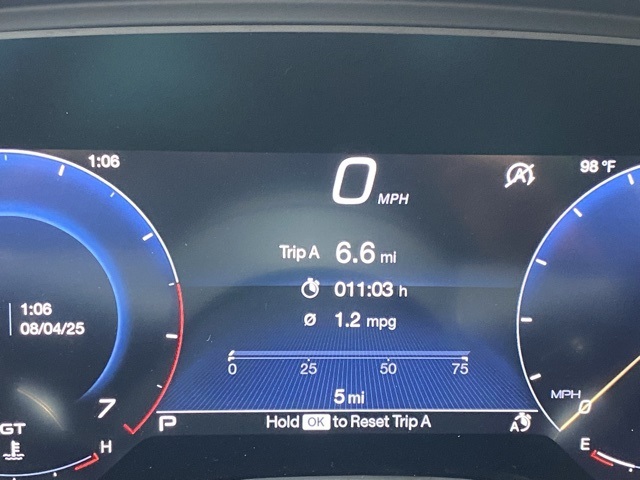 1:06
98 °F
0 MPH
Trip A 6.6 mi
011:03 h
Ø 1.2 mpg
1:06
08/04/25
0 25 50 75
5 mi
MPH
0
7
P
Hold OK to Reset Trip A
A
GT
H
E